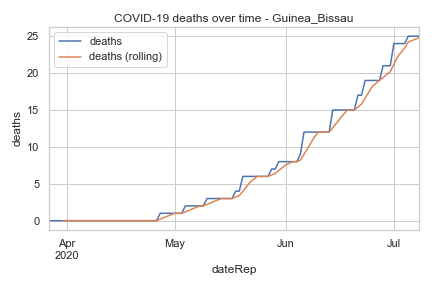 COVID-19 deaths over time - Guinea_Bissau
deaths
deaths (rolling)
25
20
15
10
5
0
deaths
Apr
2020
May
Jun
Jul
dateRep